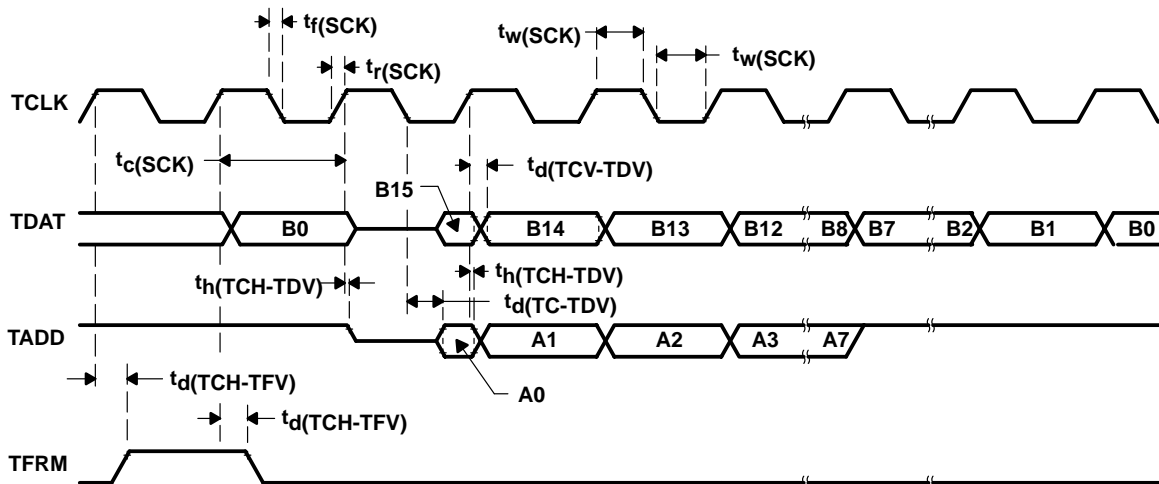 tf(SCK)
tw(SCK)
tw(SCK)
tr(SCK)
TCLK
tc(SCK)
td(TCV-TDV)
B15
TDAT
B0
B14
B13
B12
B8
B7
B2
B1
B0
th(TCH-TDV)
th(TCH-TDV)
td(TC-TDV)
TADD
A1
A2
A3
A7
td(TCH-TFV)
A0
td(TCH-TFV)
TFRM